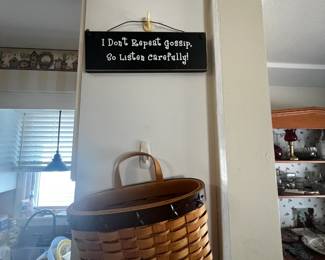 I Don't Repeat Gossip,
So Listen Carefully!